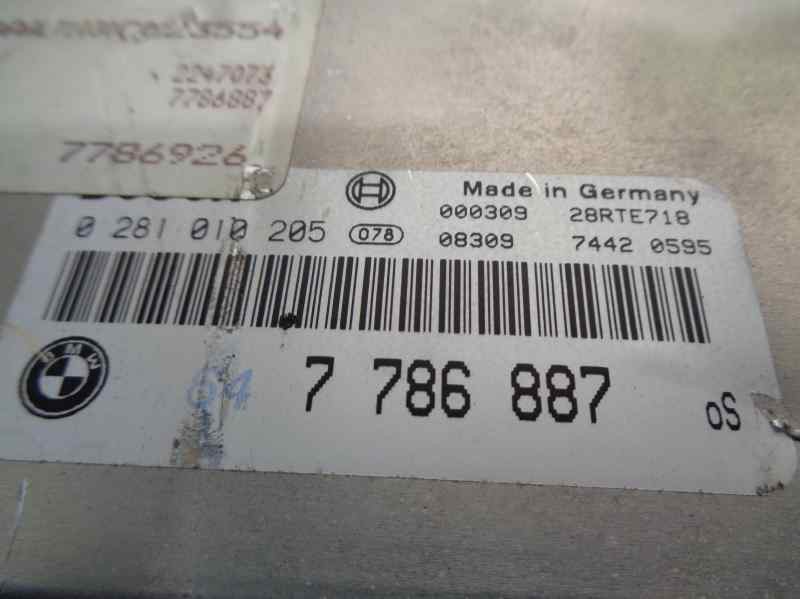 2247073
7786887
7786926
Made in Germany
0 281 010 205 078 000309 28RTE718
08309 7442 0595
BMW
64 7 786 887 oS